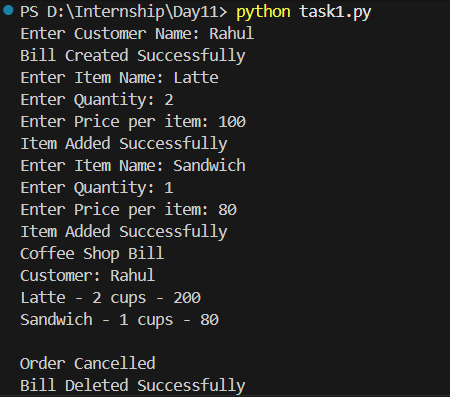 PS D:\Internship\Day11> python task1.py
Enter Customer Name: Rahul
Bill Created Successfully
Enter Item Name: Latte
Enter Quantity: 2
Enter Price per item: 100
Item Added Successfully
Enter Item Name: Sandwich
Enter Quantity: 1
Enter Price per item: 80
Item Added Successfully
Coffee Shop Bill
Customer: Rahul
Latte - 2 cups - 200
Sandwich - 1 cups - 80

Order Cancelled
Bill Deleted Successfully